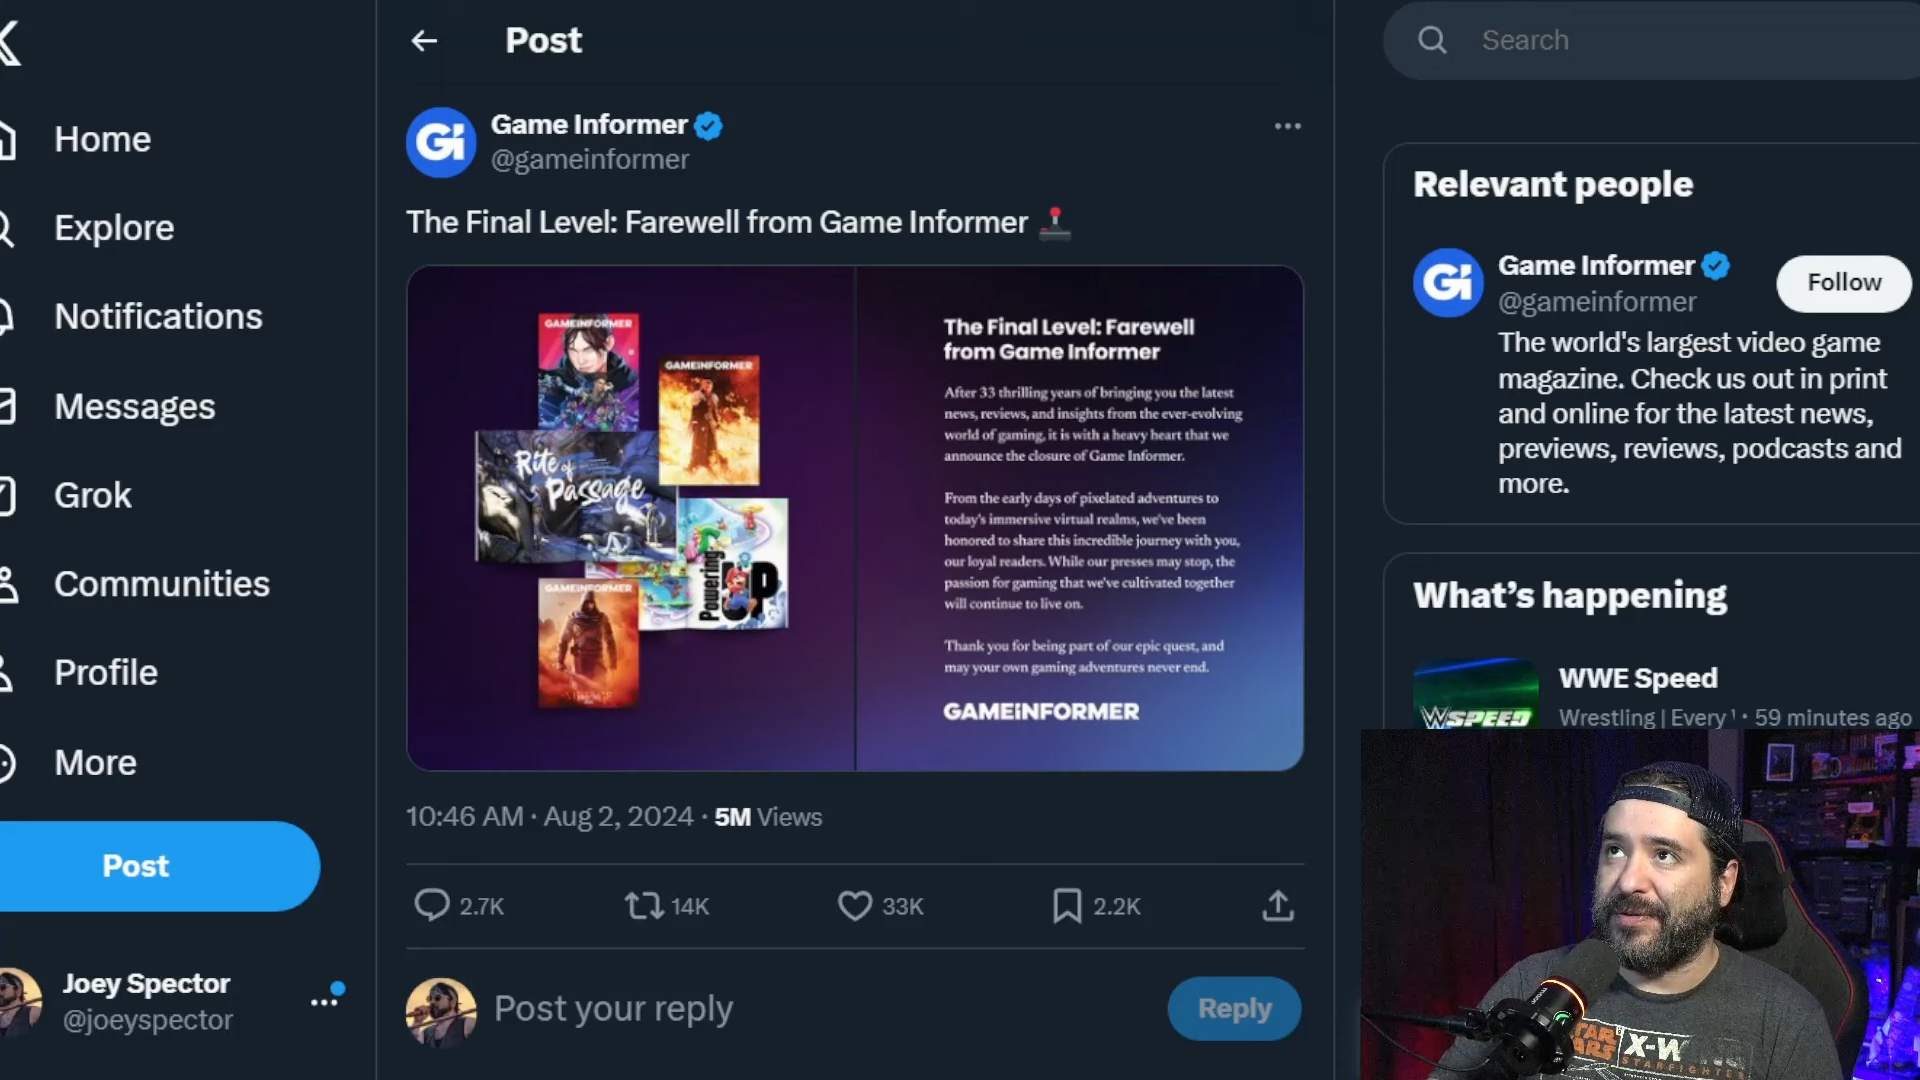 Home
Explore
Notifications
Messages
Grok
Communities
Profile
More
Post
Joey Spector
@joeyspector
Post
Gi
Game Informer
@gameinformer
The Final Level: Farewell from Game Informer
GAMEINFORMER
GAMEINFORMER
Rite of
Passage
Powering
UP
GAMEINFORMER
The Final Level: Farewell
from Game Informer
After 33 thrilling years of bringing you the latest
news, reviews, and insights from the ever-evolving
world of gaming, it is with a heavy heart that we
announce the closure of Game Informer.
From the early days of pixelated adventures to
today's immersive virtual realms, we've been
honored to share this incredible journey with you,
our loyal readers. While our presses may stop, the
passion for gaming that we've cultivated together
will continue to live on.
Thank you for being part of our epic quest, and
may your own gaming adventures never end.
GAMEINFORMER
10:46 AM · Aug 2, 2024 · 5M Views
2.7K
14K
33K
2.2K
Post your reply
Reply
Search
Relevant people
Gi
Game Informer
@gameinformer
Follow
The world's largest video game
magazine. Check us out in print
and online for the latest news,
previews, reviews, podcasts and
more.
What's happening
WSPEED
WWE Speed
Wrestling | Every · 59 minutes ago
STAR
WARS
X-W
STARFIGHTER